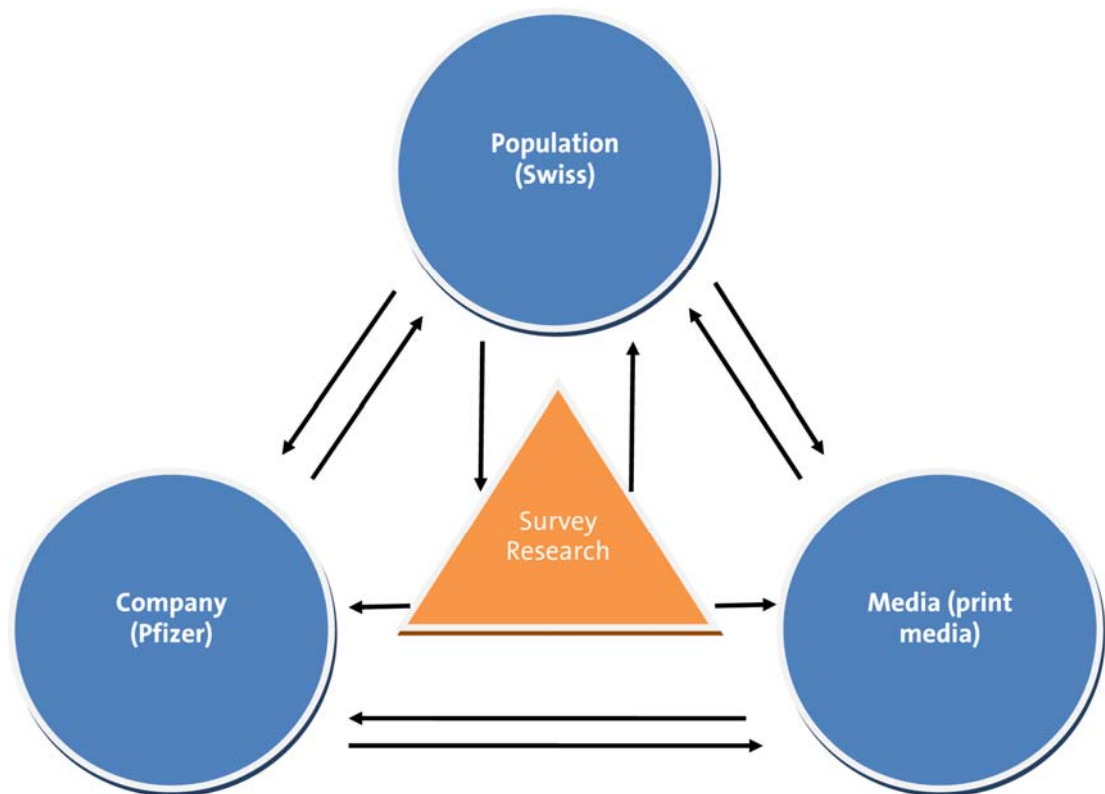 Population
(Swiss)
Survey
Research
Company
(Pfizer)
Media (print
media)